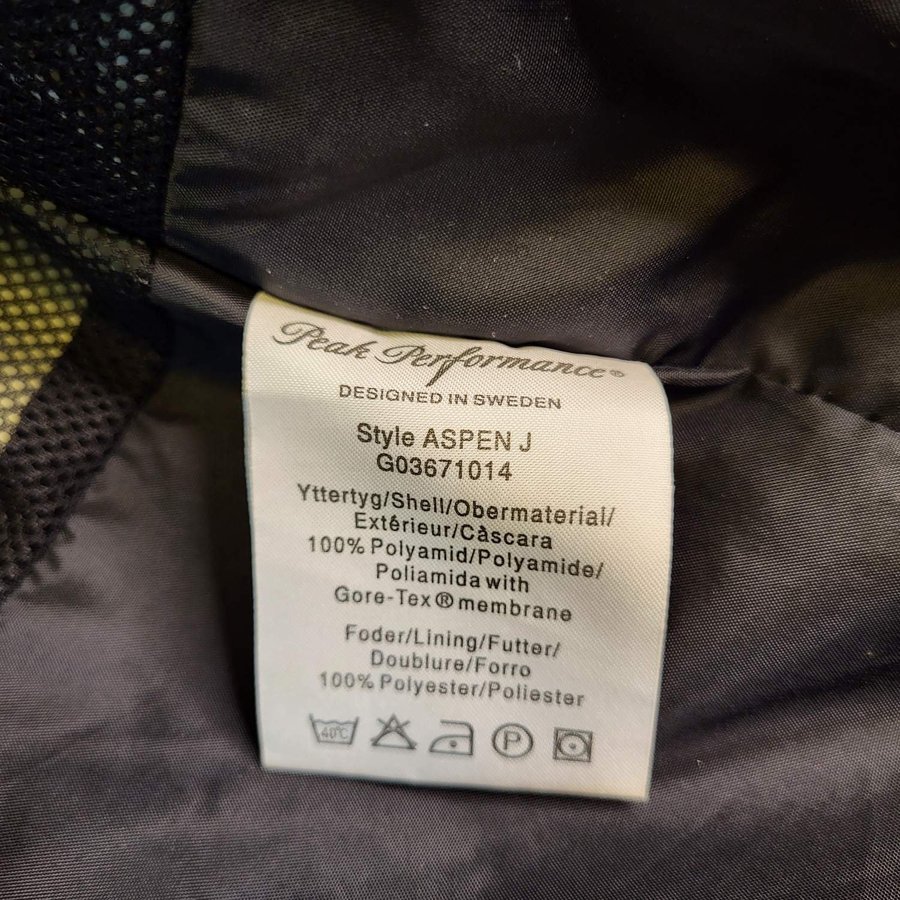 Peak Performance®
DESIGNED IN SWEDEN
Style ASPEN J
G03671014
Yttertyg/Shell/Obermaterial/
Extérieur/Càscara
100% Polyamid/Polyamide/
Poliamida with
Gore-Tex® membrane
Foder/Lining/Futter/
Doublure/Forro
100% Polyester/Poliester
40°C P